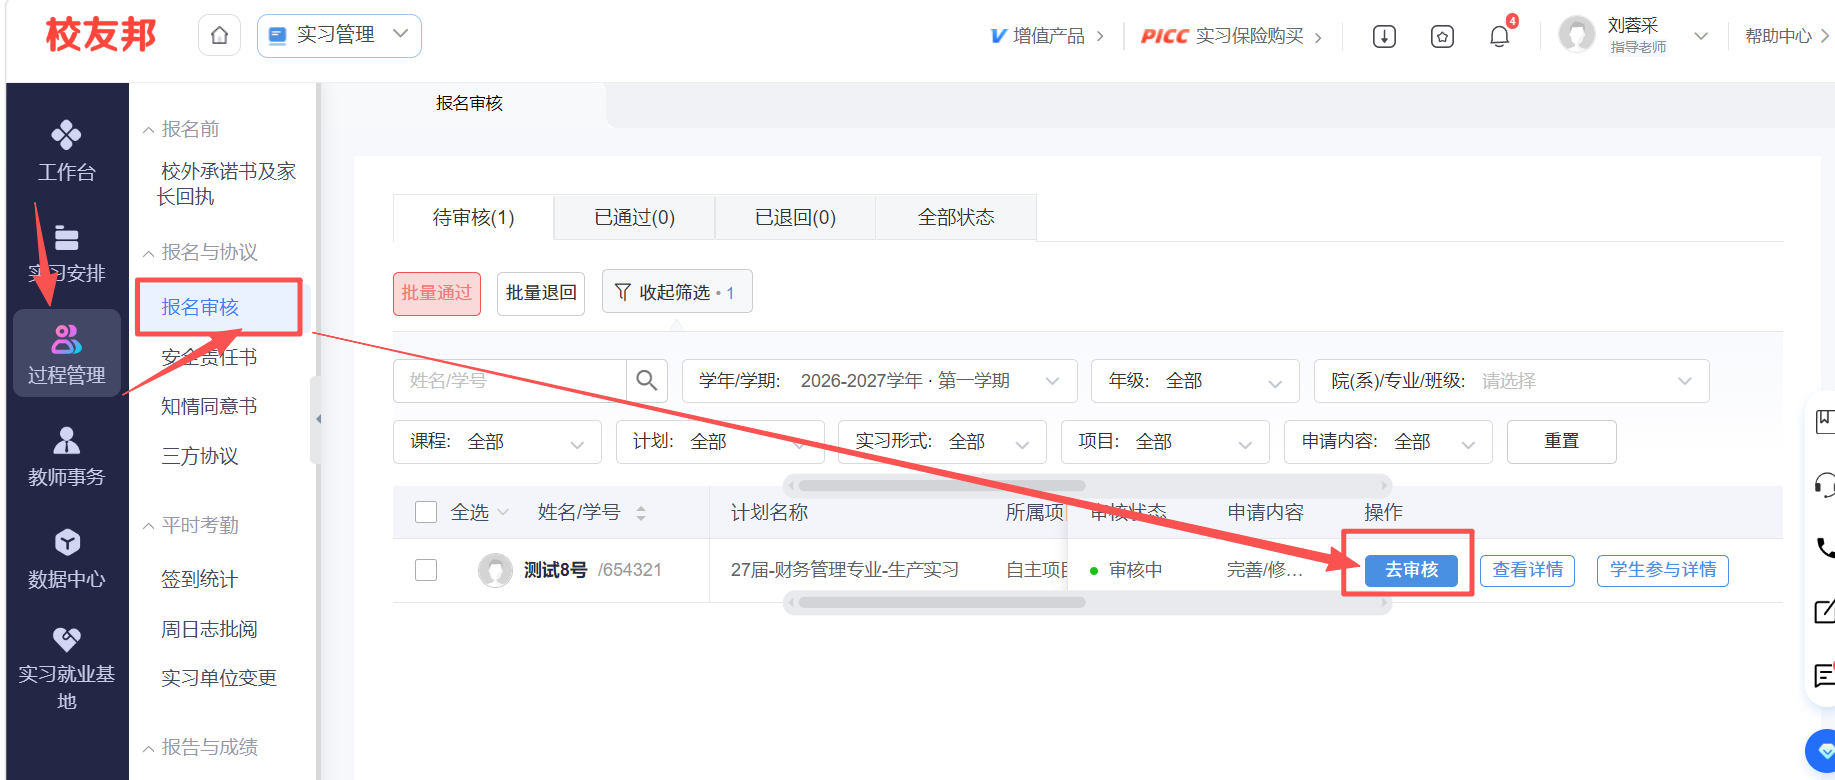 校友邦
实习管理
增值产品
PICC 实习保险购买
4
刘蓉采
指导老师
帮助中心
工作台
实习安排
过程管理
教师事务
数据中心
实习就业基
地
报名前
校外承诺书及家
长回执
报名与协议
报名审核
安全责任书
知情同意书
三方协议
平时考勤
签到统计
周日志批阅
实习单位变更
报告与成绩
报名审核
待审核(1)
已通过(0)
已退回(0)
全部状态
批量通过
批量退回
收起筛选 · 1
姓名/学号
学年/学期: 2026-2027学年 · 第一学期
年级: 全部
院(系)/专业/班级: 请选择
课程: 全部
计划: 全部
实习形式: 全部
项目: 全部
申请内容: 全部
重置
全选
姓名/学号
计划名称
所属项
审核状态
申请内容
操作
测试8号 /654321
27届-财务管理专业-生产实习
自主项目
审核中
完善/修...
去审核
查看详情
学生参与详情